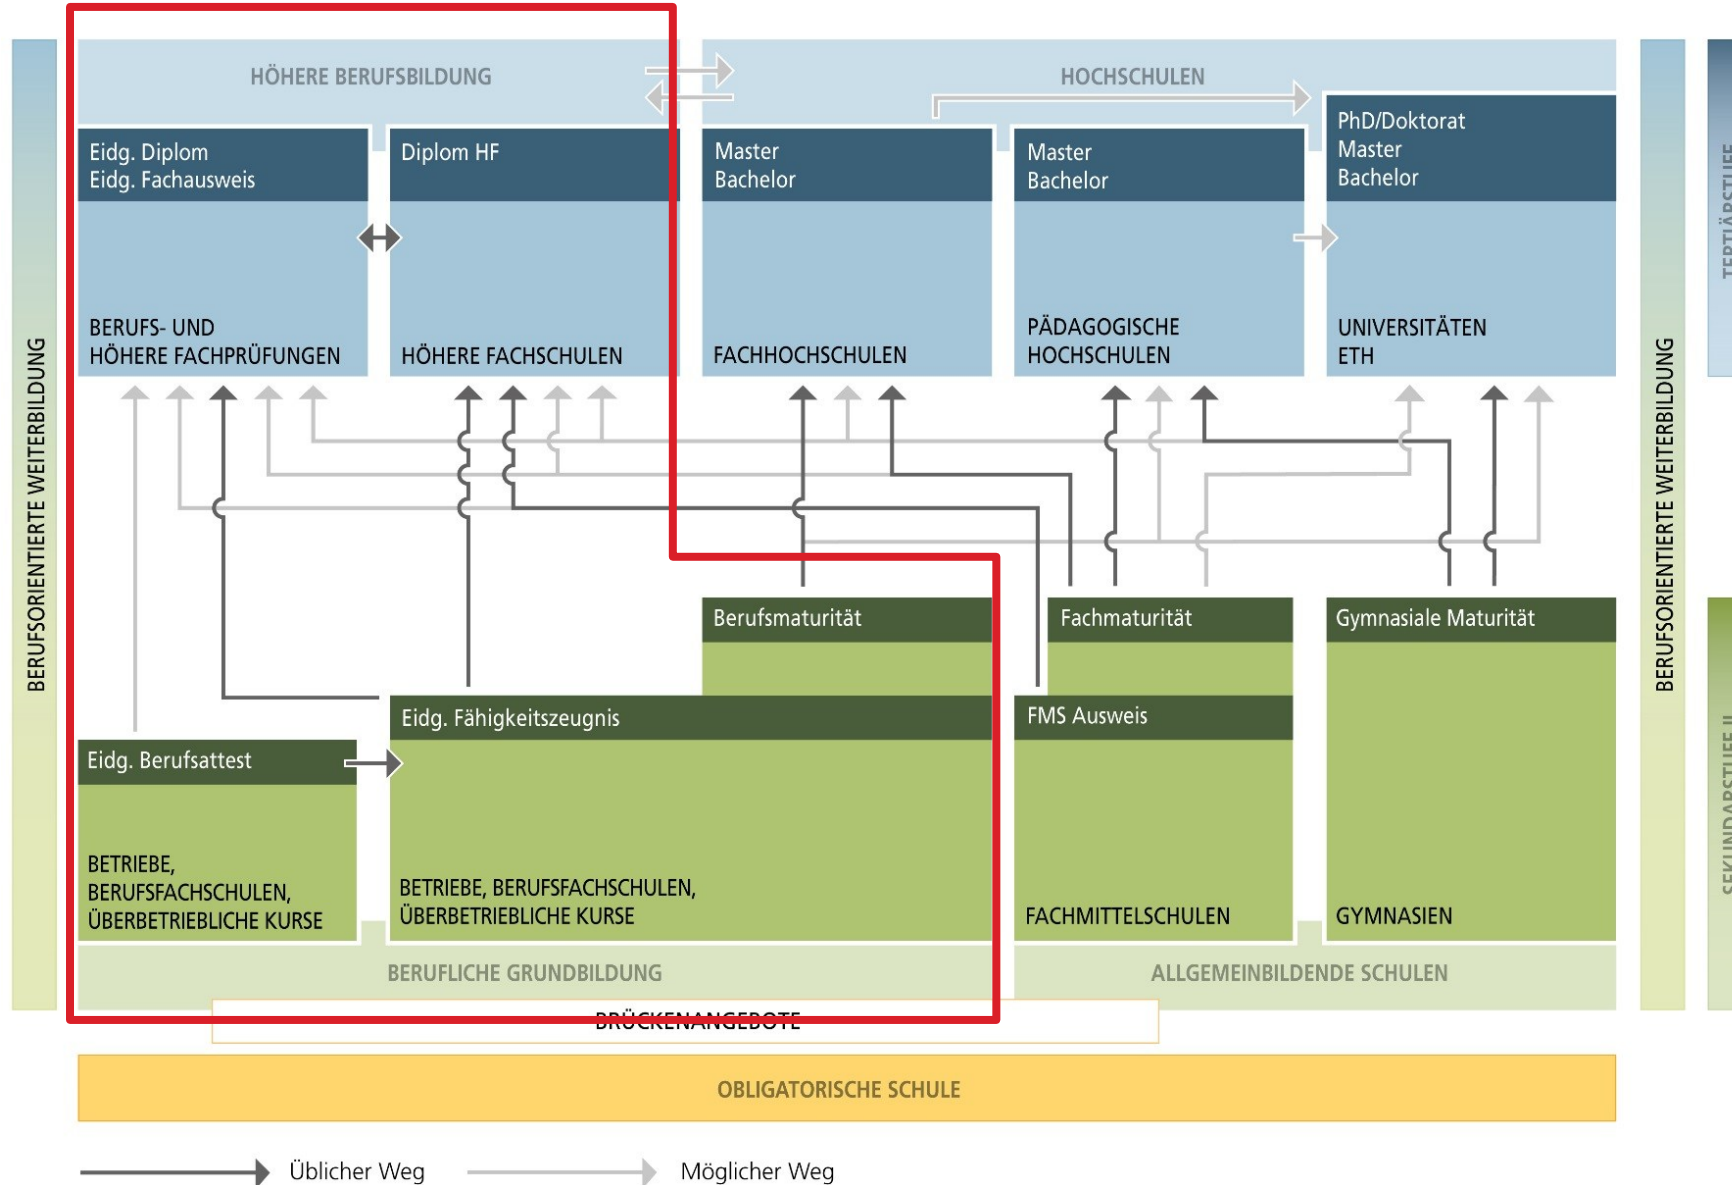 HÖHERE BERUFSBILDUNG
HOCHSCHULEN
Eidg. Diplom
Eidg. Fachausweis
BERUFS- UND
HÖHERE FACHPRÜFUNGEN
Diplom HF
HÖHERE FACHSCHULEN
Master
Bachelor
FACHHOCHSCHULEN
Master
Bachelor
PÄDAGOGISCHE
HOCHSCHULEN
PhD/Doktorat
Master
Bachelor
UNIVERSITÄTEN
ETH
BERUFSORIENTIERTE WEITERBILDUNG
BERUFSORIENTIERTE WEITERBILDUNG
TERTIÄRSTUFE
SEKUNDARSTUFE II
Berufsmaturität
Fachmaturität
Gymnasiale Maturität
Eidg. Fähigkeitszeugnis
FMS Ausweis
Eidg. Berufsattest
BETRIEBE,
BERUFSFACHSCHULEN,
ÜBERBETRIEBLICHE KURSE
BETRIEBE, BERUFSFACHSCHULEN,
ÜBERBETRIEBLICHE KURSE
FACHMITTELSCHULEN
GYMNASIEN
BERUFLICHE GRUNDBILDUNG
ALLGEMEINBILDENDE SCHULEN
BRÜCKENANGEBOTE
OBLIGATORISCHE SCHULE
Üblicher Weg
Möglicher Weg